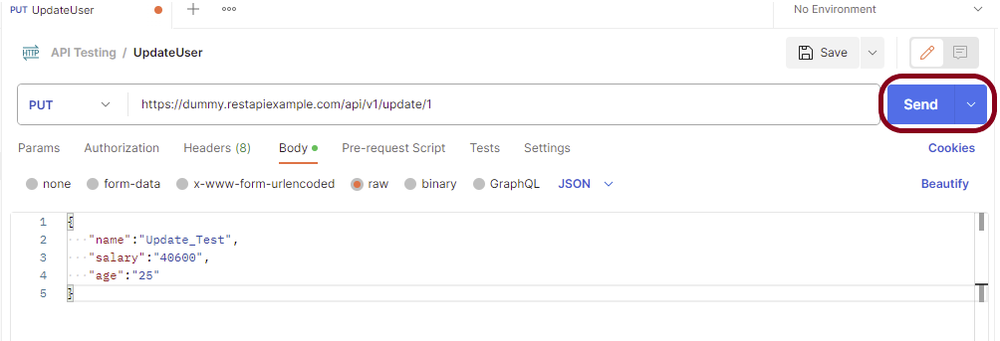 PUT UpdateUser No Environment
HTTP API Testing / UpdateUser Save
PUT https://dummy.restapiexample.com/api/v1/update/1 Send
Params Authorization Headers (8) Body Pre-request Script Tests Settings Cookies
none form-data x-www-form-urlencoded raw binary GraphQL JSON Beautify
1 {
2 "name":"Update_Test",
3 "salary":"40600",
4 "age":"25"
5 }